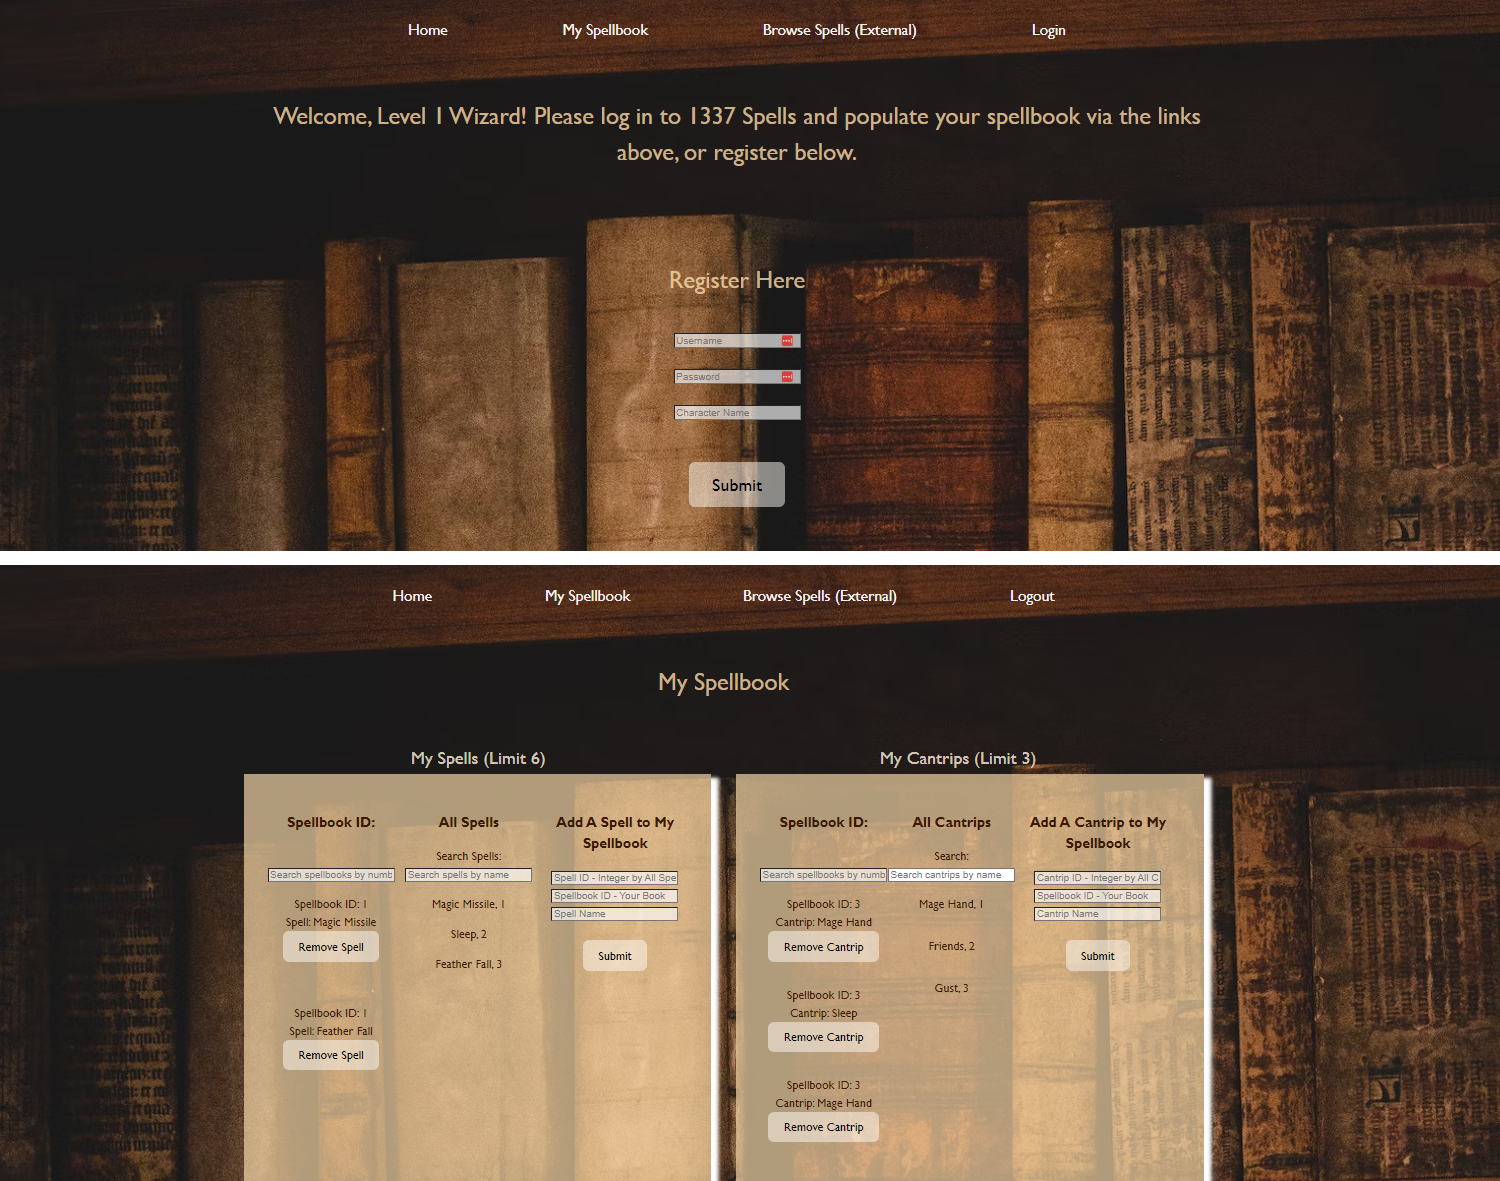 Home
My Spellbook
Browse Spells (External)
Login
Welcome, Level 1 Wizard! Please log in to 1337 Spells and populate your spellbook via the links
above, or register below.
Register Here
Username
Password
Character Name
Submit
Home
My Spellbook
Browse Spells (External)
Logout
My Spellbook
My Spells (Limit 6)
Spellbook ID:
Search spellbooks by numb
Spellbook ID: 1
Spell: Magic Missile
Remove Spell
Spellbook ID: 1
Spell: Feather Fall
Remove Spell
All Spells
Search Spells:
Search spells by name
Magic Missile, 1
Sleep, 2
Feather Fall, 3
Add A Spell to My
Spellbook
Spell ID - Integer by All Spe
Spellbook ID - Your Book
Spell Name
Submit
My Cantrips (Limit 3)
Spellbook ID:
Search spellbooks by numb
Spellbook ID: 3
Cantrip: Mage Hand
Remove Cantrip
Spellbook ID: 3
Cantrip: Sleep
Remove Cantrip
Spellbook ID: 3
Cantrip: Mage Hand
Remove Cantrip
All Cantrips
Search:
Search cantrips by name
Mage Hand, 1
Friends, 2
Gust, 3
Add A Cantrip to My
Spellbook
Cantrip ID - Integer by All C
Spellbook ID - Your Book
Cantrip Name
Submit